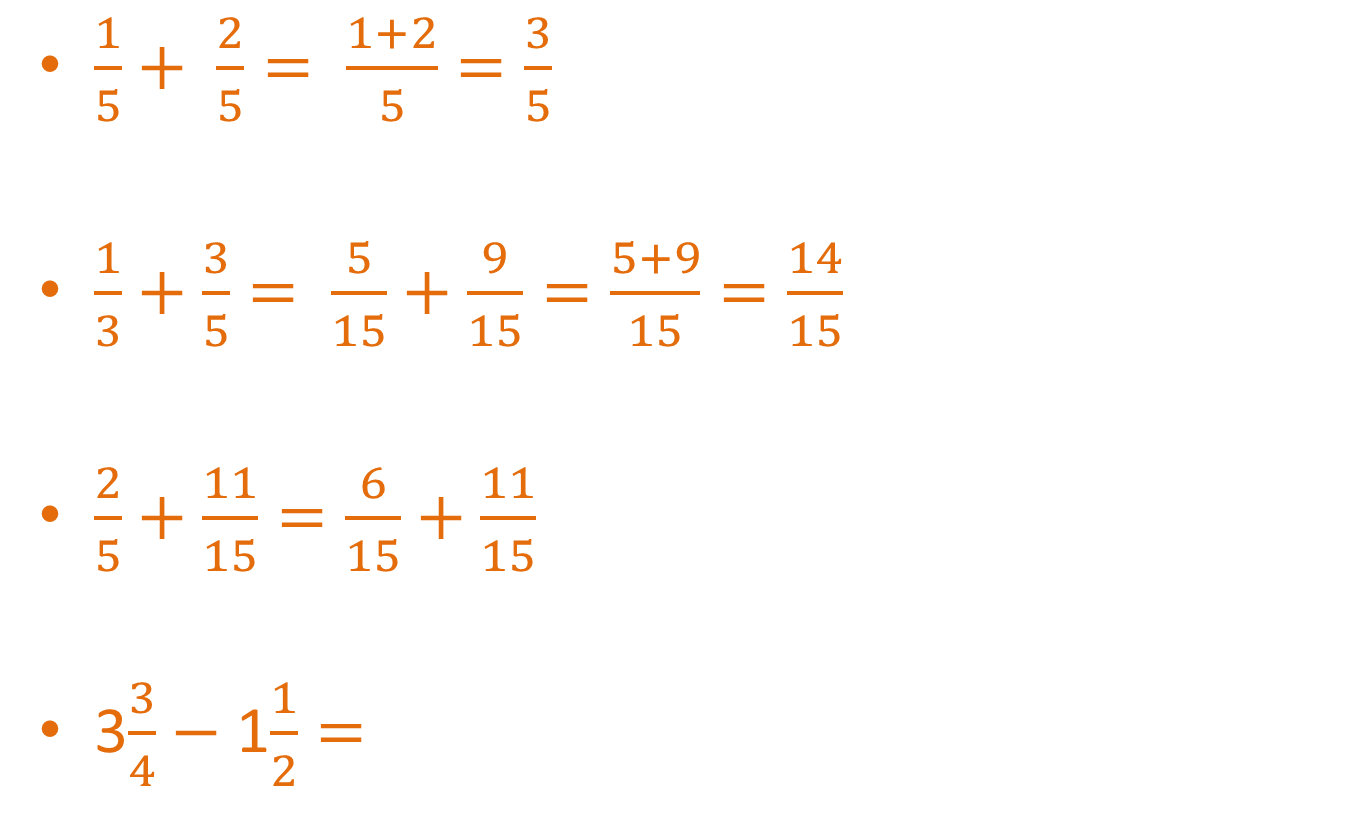 • 1/5 + 2/5 = (1+2)/5 = 3/5
• 1/3 + 3/5 = 5/15 + 9/15 = (5+9)/15 = 14/15
• 2/5 + 11/15 = 6/15 + 11/15
• 3 3/4 − 1 1/2 =